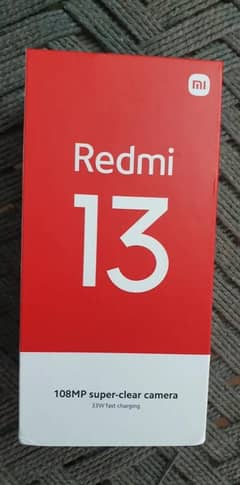 mi
Redmi
13
108MP super-clear camera
33W fast charging